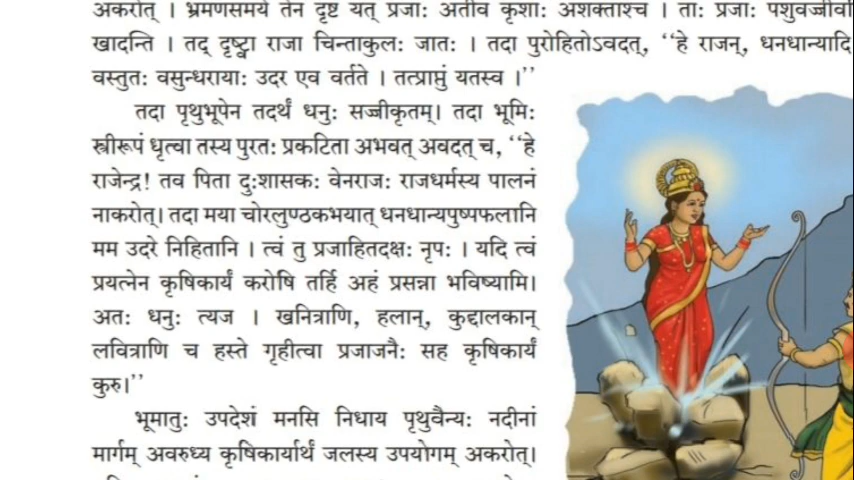 अकरोत् । भ्रमणसमये तेन दृष्टं यत् प्रजाः अतीव कृशाः अशक्ताश्च । ताः प्रजाः पशुवज्जीवा
खादन्ति । तद् दृष्ट्वा राजा चिन्ताकुलः जातः । तदा पुरोहितोऽवदत्, ‘‘हे राजन्, धनधान्यादि
वस्तुतः वसुन्धरायाः उदर एव वर्तते । तत्प्राप्तुं यतस्व ।’’
तदा पृथुभूपेन तदर्थं धनुः सज्जीकृतम्। तदा भूमिः
स्त्रीरूपं धृत्वा तस्य पुरतः प्रकटिता अभवत् अवदत् च, ‘‘हे
राजेन्द्र! तव पिता दुःशासकः वेनराजः राजधर्मस्य पालनं
नाकरोत्। तदा मया चोरलुण्ठकभयात् धनधान्यपुष्पफलानि
मम उदरे निहितानि । त्वं तु प्रजाहितदक्षः नृपः । यदि त्वं
प्रयत्नेन कृषिकार्यं करोषि तर्हि अहं प्रसन्ना भविष्यामि।
अतः धनुः त्यज । खनित्राणि, हलान्, कुद्दालकान्
लवित्राणि च हस्ते गृहीत्वा प्रजाजनैः सह कृषिकार्यं
कुरु।’’
भूमातुः उपदेशं मनसि निधाय पृथुवैन्यः नदीनां
मार्गम् अवरुध्य कृषिकार्यार्थं जलस्य उपयोगम् अकरोत्।